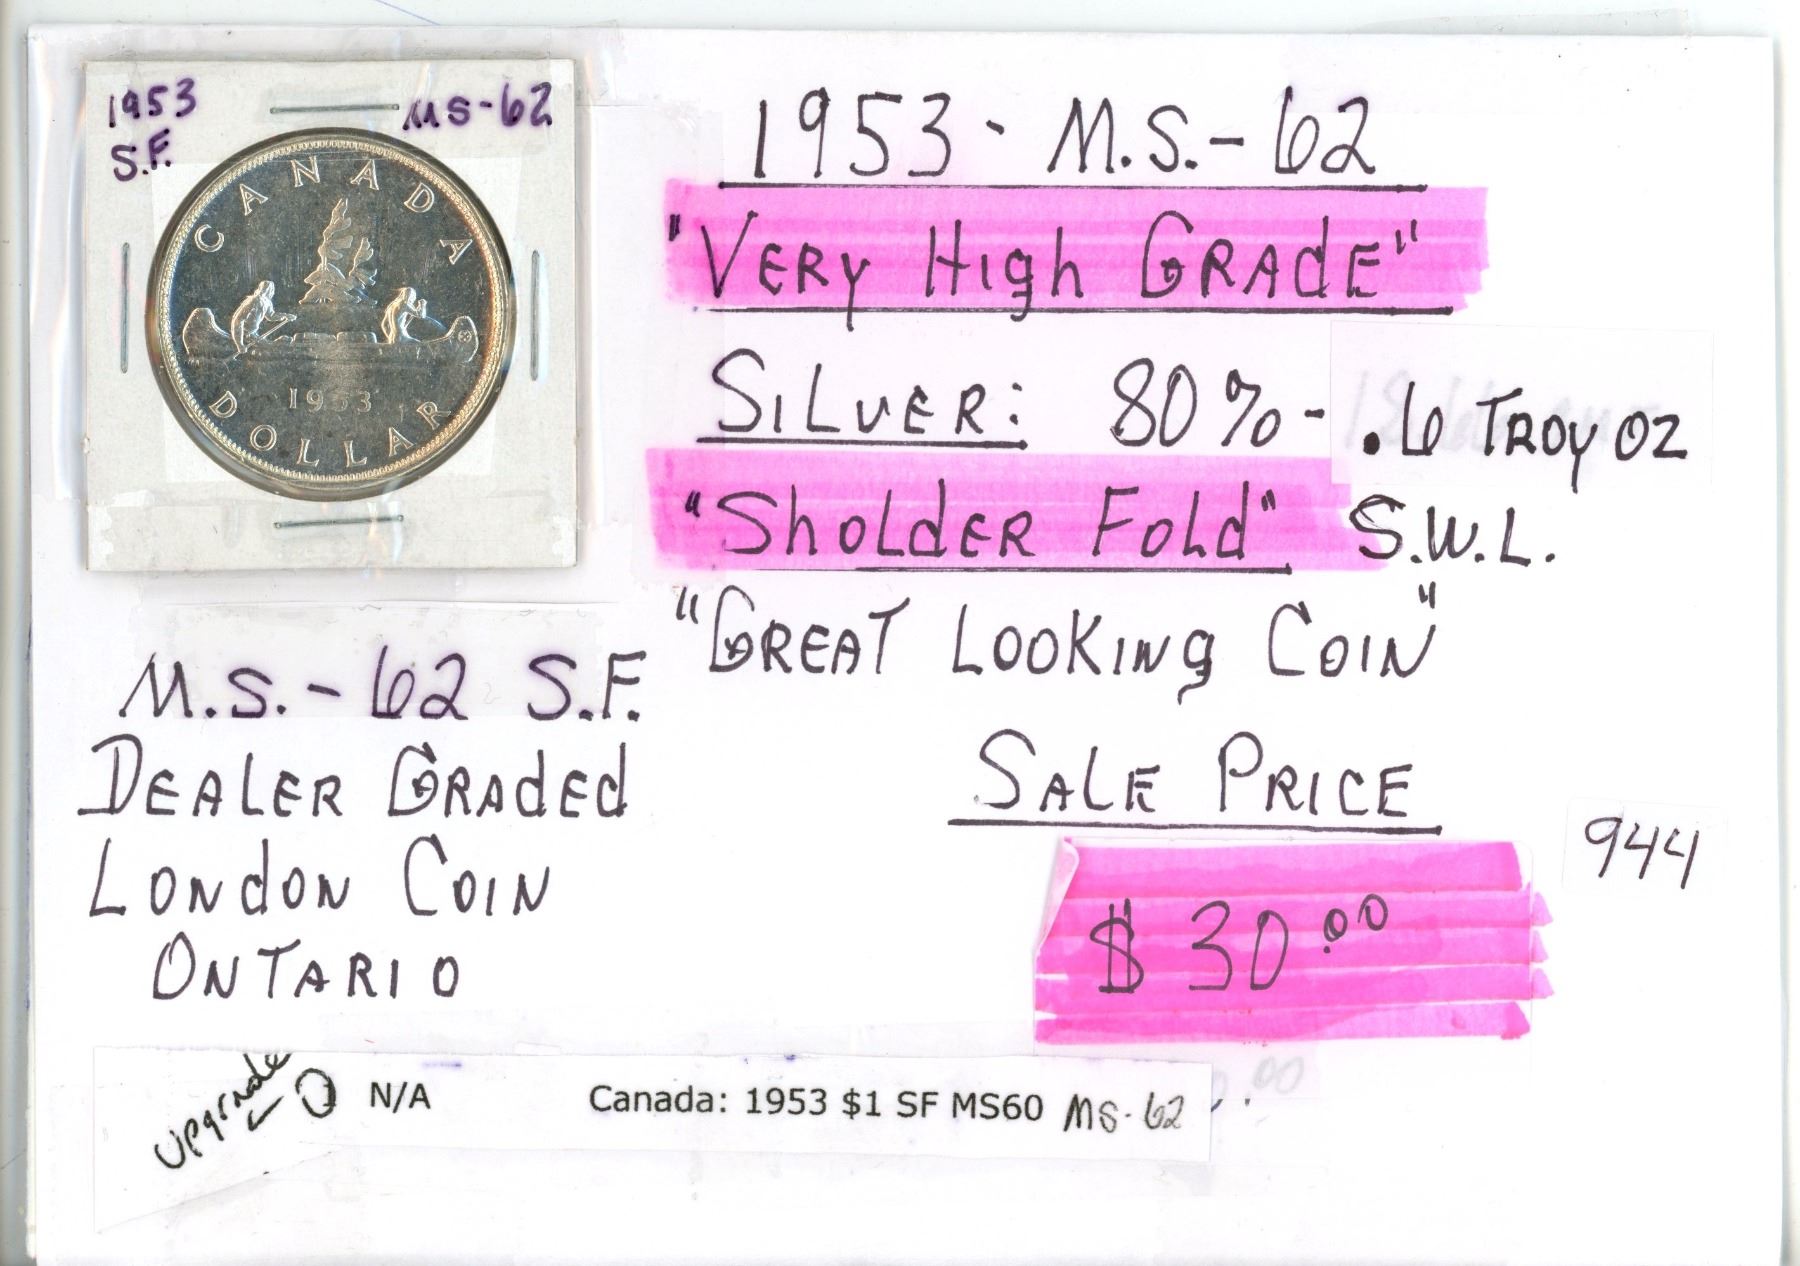 1953 MS-62
S.F.
CANADA
1953
DOLLAR
1953 - M.S.-62
"VERY HIGh GRADE"
SILVER: 80% - .6 TROY OZ
"ShOLdER FOLd" S.W.L.
"GREAT LOOKINg COIN"
M.S.-62 S.F.
DEALER GRAdEd
LONdON COIN
ONTARIO
SALE PRICE
$30.00
944
UPgrade
N/A Canada: 1953 $1 SF MS60 MS-62
.00